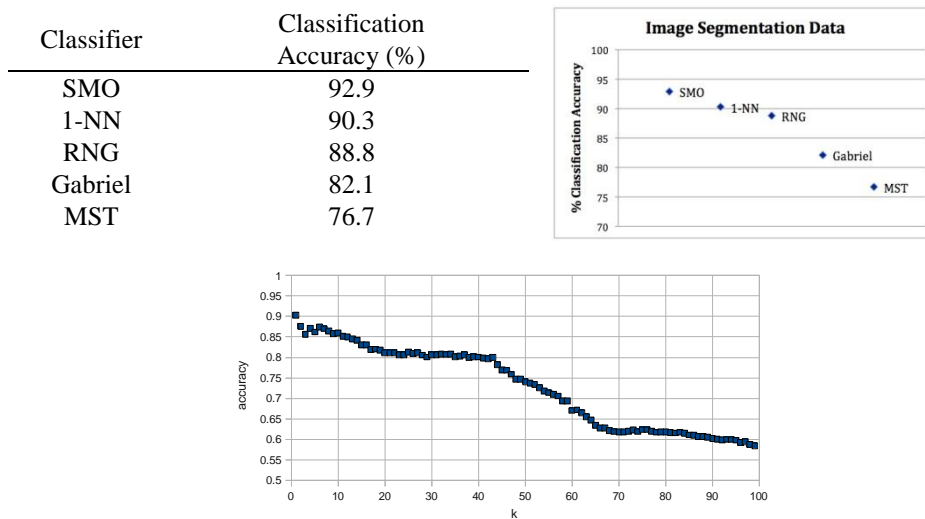 Classifier Classification Accuracy (%)
SMO 92.9
1-NN 90.3
RNG 88.8
Gabriel 82.1
MST 76.7
Image Segmentation Data
% Classification Accuracy
100
95
90
85
80
75
70
SMO
1-NN
RNG
Gabriel
MST
accuracy
1
0.95
0.9
0.85
0.8
0.75
0.7
0.65
0.6
0.55
0.5
0 10 20 30 40 50 60 70 80 90 100
k